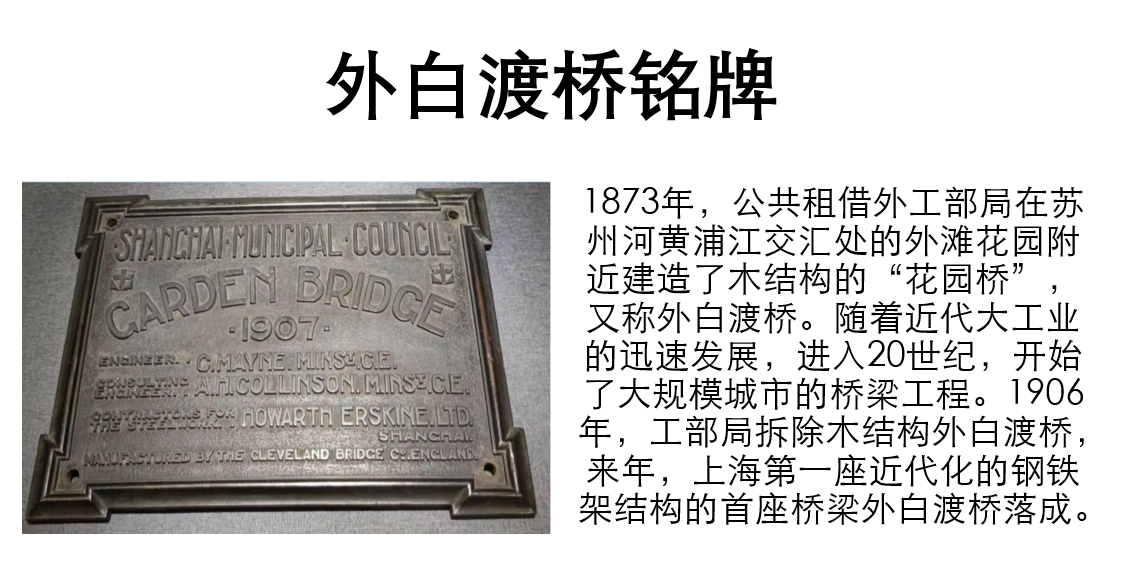 外白渡桥铭牌
SHANGHAI·MUNICIPAL·COUNCIL·
GARDEN BRIDGE
·1907·
ENGINEER. : C.MAYNE. M.INST.C.E.
CONSULTING
ENGINEER. : A.H.COLLINSON. M.INST.C.E.
CONTRACTORS FOR
THE STEELWORK. : HOWARTH ERSKINE. LTD.
SHANGHAI.
MANUFACTURED BY THE CLEVELAND BRIDGE Co. ENGLAND.
1873年，公共租借外工部局在苏
州河黄浦江交汇处的外滩花园附
近建造了木结构的“花园桥”，
又称外白渡桥。随着近代大工业
的迅速发展，进入20世纪，开始
了大规模城市的桥梁工程。1906
年，工部局拆除木结构外白渡桥，
来年，上海第一座近代化的钢铁
架结构的首座桥梁外白渡桥落成。